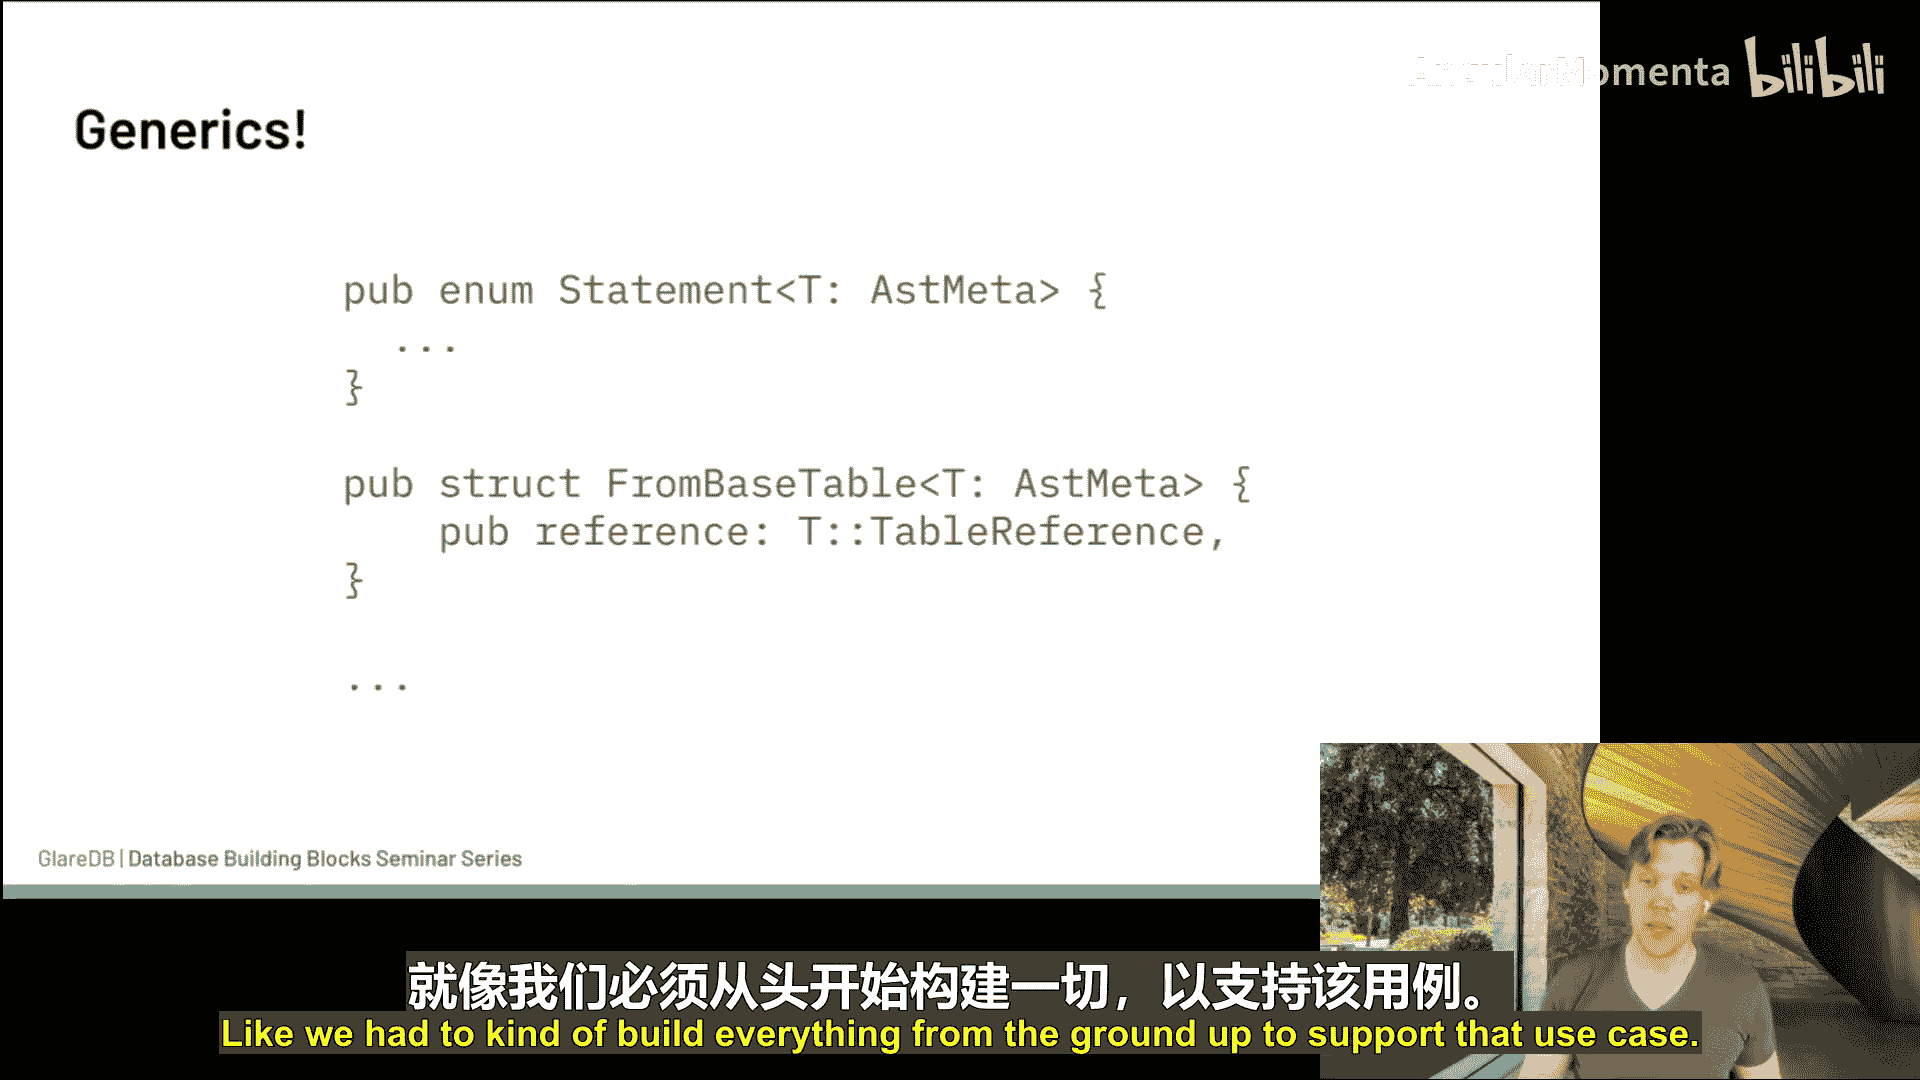 Momenta bilibili
Generics!
pub enum Statement<T: AstMeta> {
...
}
pub struct FromBaseTable<T: AstMeta> {
pub reference: T::TableReference,
}
...
GlareDB | Database Building Blocks Seminar Series
就像我们必须从头开始构建一切，以支持该用例。
Like we had to kind of build everything from the ground up to support that use case.